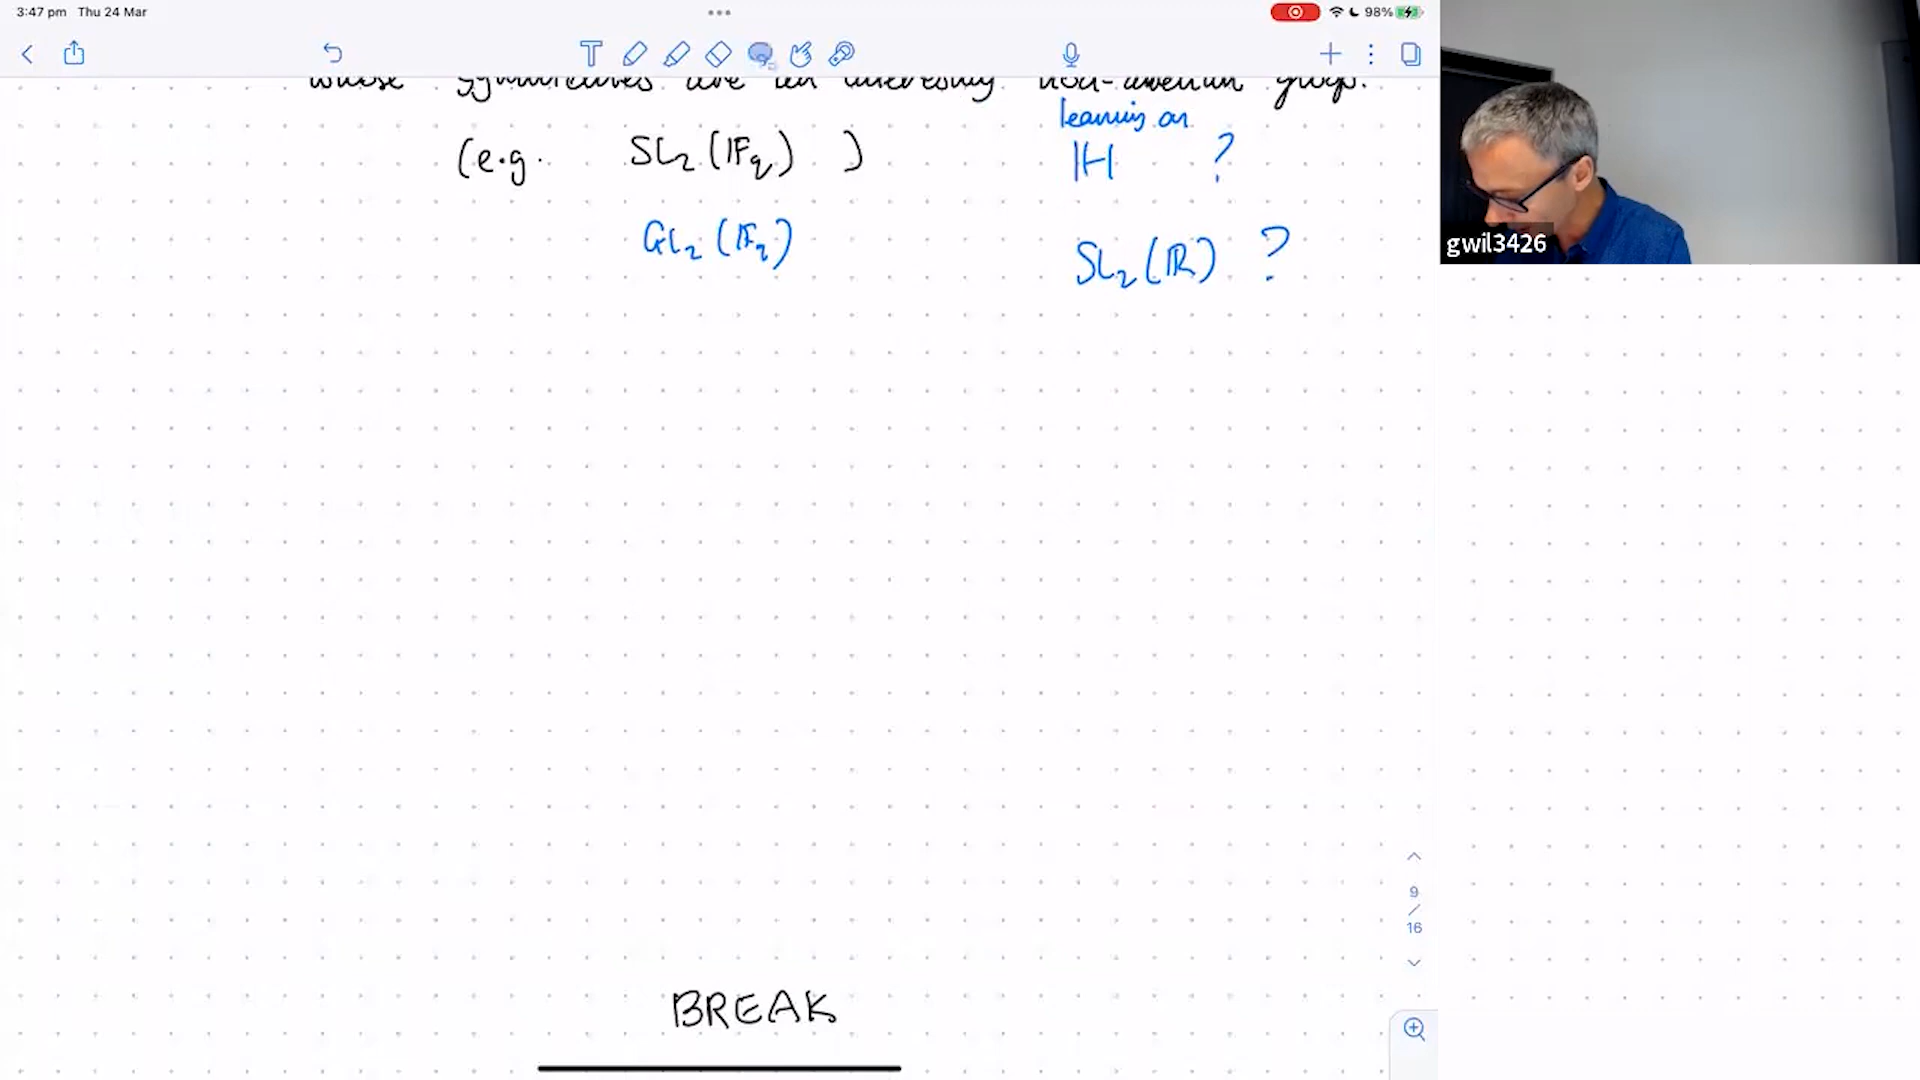 3:47 pm Thu 24 Mar
98%
whose symmetries are an interesting non-abelian group.
learning on
(e.g. SL₂(𝔽q) ) ℍ ?
GL₂(𝔽q) SL₂(ℝ) ?
gwil3426
9
/
16
BREAK